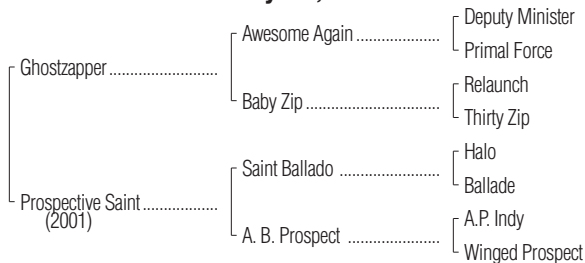 Deputy Minister
Awesome Again ..................
Primal Force
Ghostzapper .......................
Relaunch
Baby Zip .............................
Thirty Zip
Halo
Saint Ballado ......................
Ballade
Prospective Saint ................
(2001)
A.P. Indy
A. B. Prospect ....................
Winged Prospect